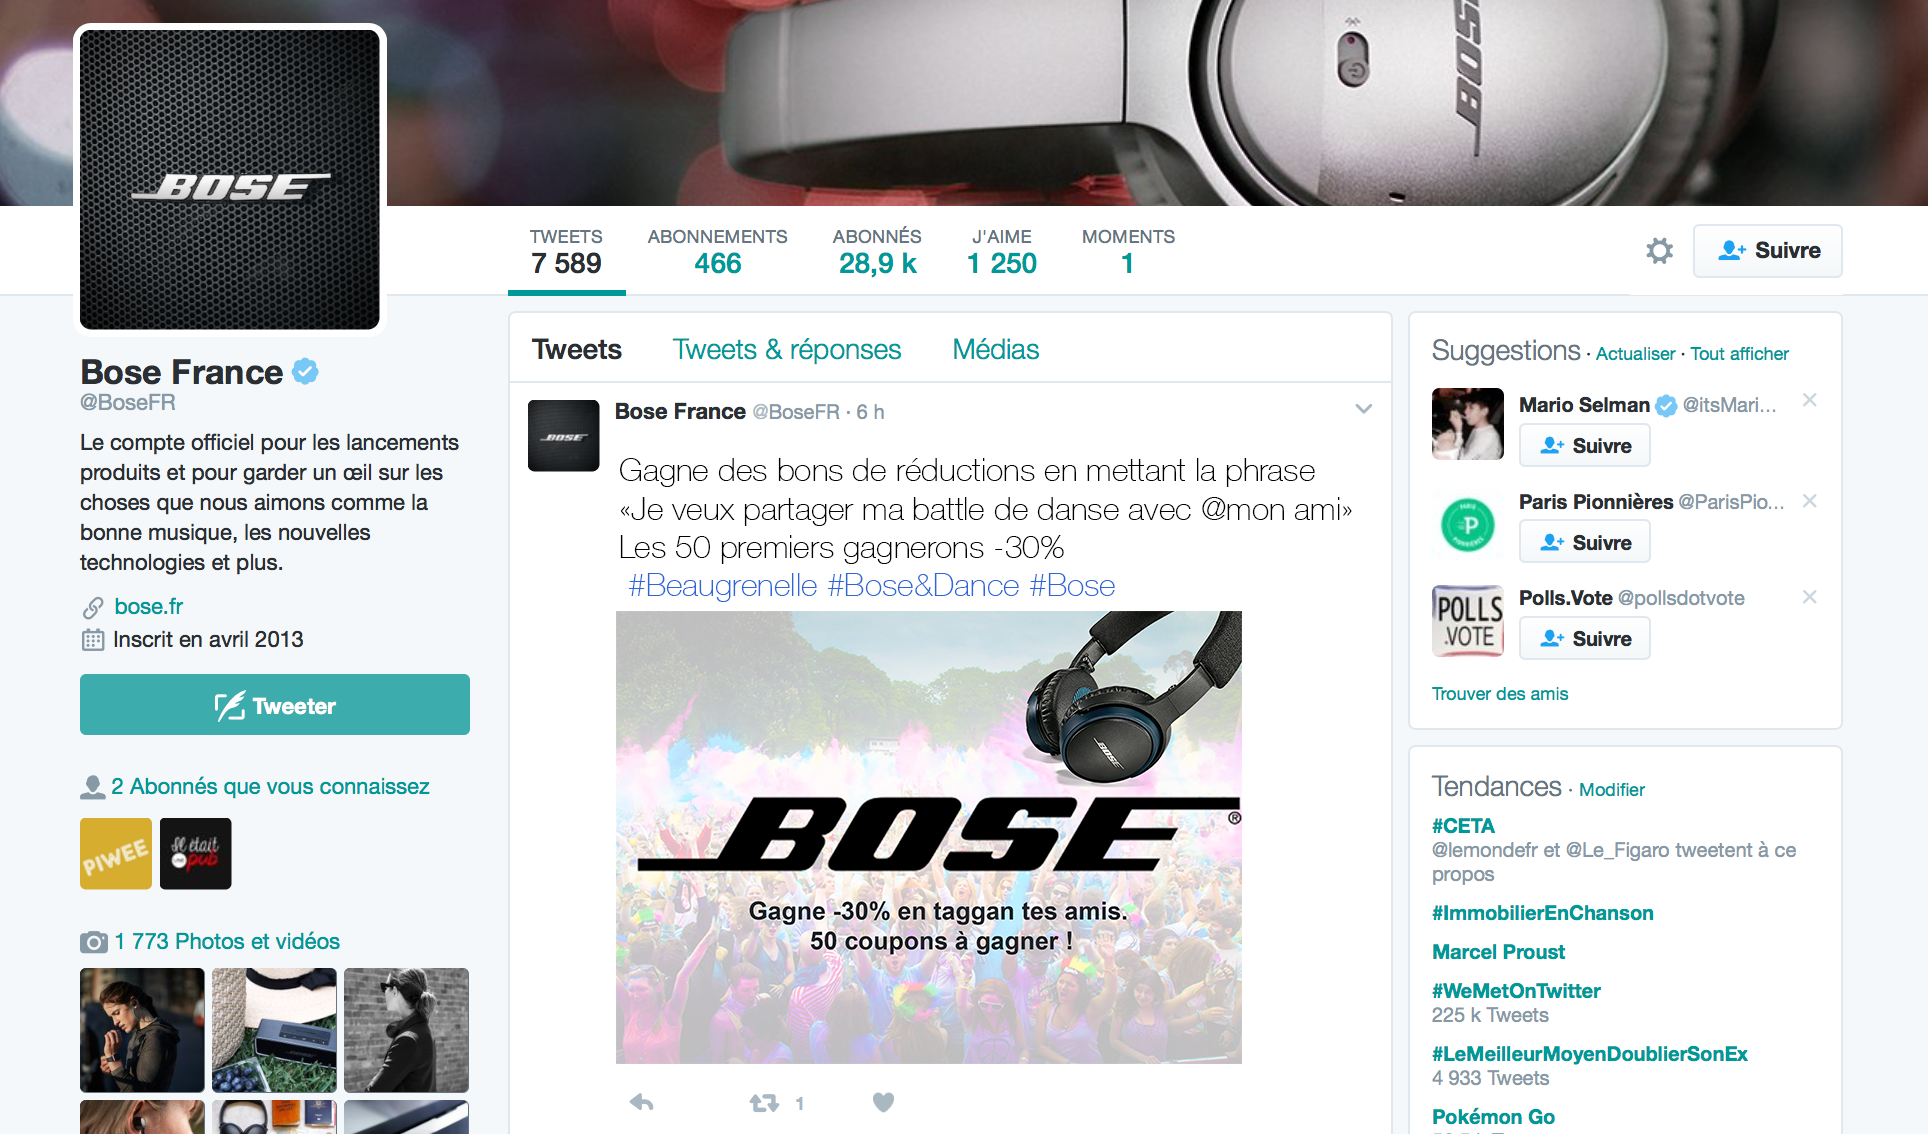 BOSE
BOSE
TWEETS
7 589
ABONNEMENTS
466
ABONNÉS
28,9 k
J'AIME
1 250
MOMENTS
1
Suivre
Bose France
@BoseFR
Le compte officiel pour les lancements
produits et pour garder un œil sur les
choses que nous aimons comme la
bonne musique, les nouvelles
technologies et plus.
bose.fr
Inscrit en avril 2013
Tweeter
2 Abonnés que vous connaissez
PIWEE
Il était
une
pub
1 773 Photos et vidéos
Tweets
Tweets & réponses
Médias
BOSE
Bose France @BoseFR · 6 h
Gagne des bons de réductions en mettant la phrase
«Je veux partager ma battle de danse avec @mon ami»
Les 50 premiers gagnerons -30%
#Beaugrenelle #Bose&Dance #Bose
BOSE
BOSE®
Gagne -30% en taggan tes amis.
50 coupons à gagner !
1
Suggestions · Actualiser · Tout afficher
Mario Selman @itsMari...
Suivre
PARIS
P
PIONNIÈRES
Paris Pionnières @ParisPio...
Suivre
POLLS
.VOTE
Polls.Vote @pollsdotvote
Suivre
Trouver des amis
Tendances · Modifier
#CETA
@lemondefr et @Le_Figaro tweetent à ce
propos
#ImmobilierEnChanson
Marcel Proust
#WeMetOnTwitter
225 k Tweets
#LeMeilleurMoyenDoublierSonEx
4 933 Tweets
Pokémon Go